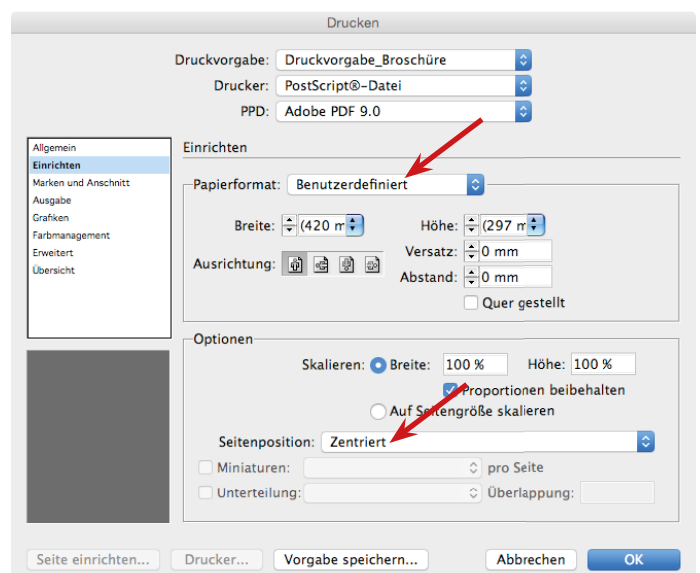 Drucken
Druckvorgabe: Druckvorgabe_Broschüre
Drucker: PostScript®-Datei
PPD: Adobe PDF 9.0
Allgemein
Einrichten
Marken und Anschnitt
Ausgabe
Grafiken
Farbmanagement
Erweitert
Übersicht
Einrichten
Papierformat: Benutzerdefiniert
Breite: (420 m Höhe: (297 m
Ausrichtung: Versatz: 0 mm
Abstand: 0 mm
Quer gestellt
Optionen
Skalieren: Breite: 100 % Höhe: 100 %
Proportionen beibehalten
Auf Seitengröße skalieren
Seitenposition: Zentriert
Miniaturen: pro Seite
Unterteilung: Überlappung:
Seite einrichten... Drucker... Vorgabe speichern... Abbrechen OK